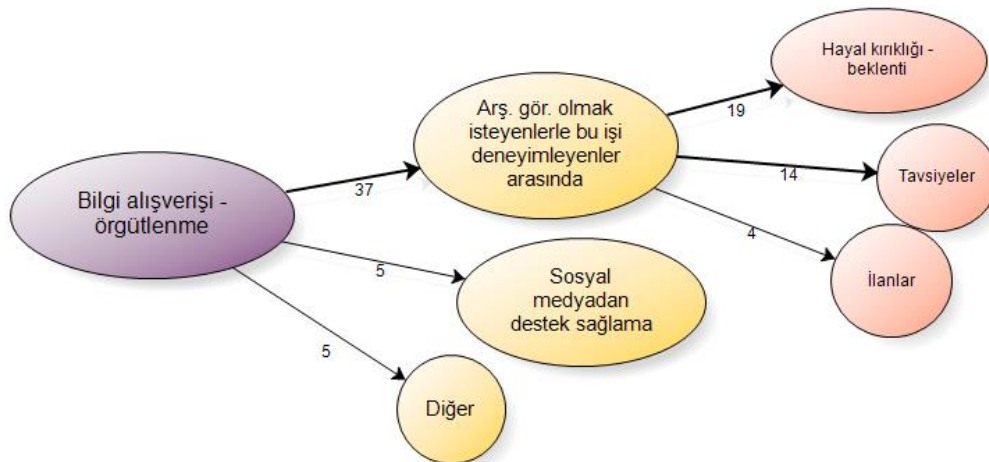 Bilgi alışverişi -
örgütlenme
37
5
5
Arş. gör. olmak
isteyenlerle bu işi
deneyimleyenler
arasında
Sosyal
medyadan
destek sağlama
Diğer
19
14
4
Hayal kırıklığı -
beklenti
Tavsiyeler
İlanlar